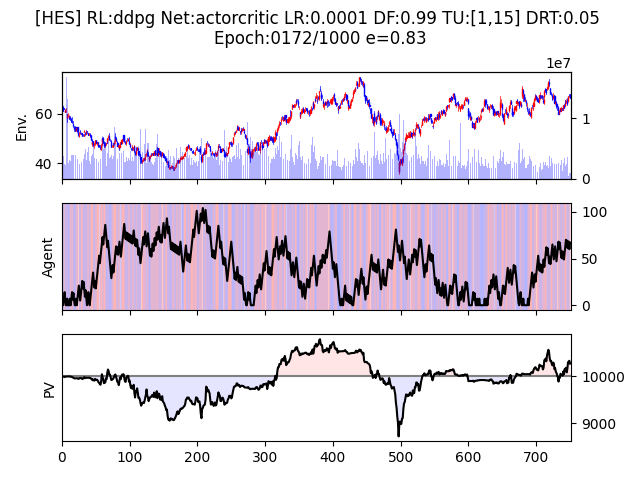 [HES] RL:ddpg Net:actorcritic LR:0.0001 DF:0.99 TU:[1,15] DRT:0.05
Epoch:0172/1000 e=0.83
1e7
Env.
60
40
1
0
Agent
100
50
0
PV
10000
9000
0 100 200 300 400 500 600 700